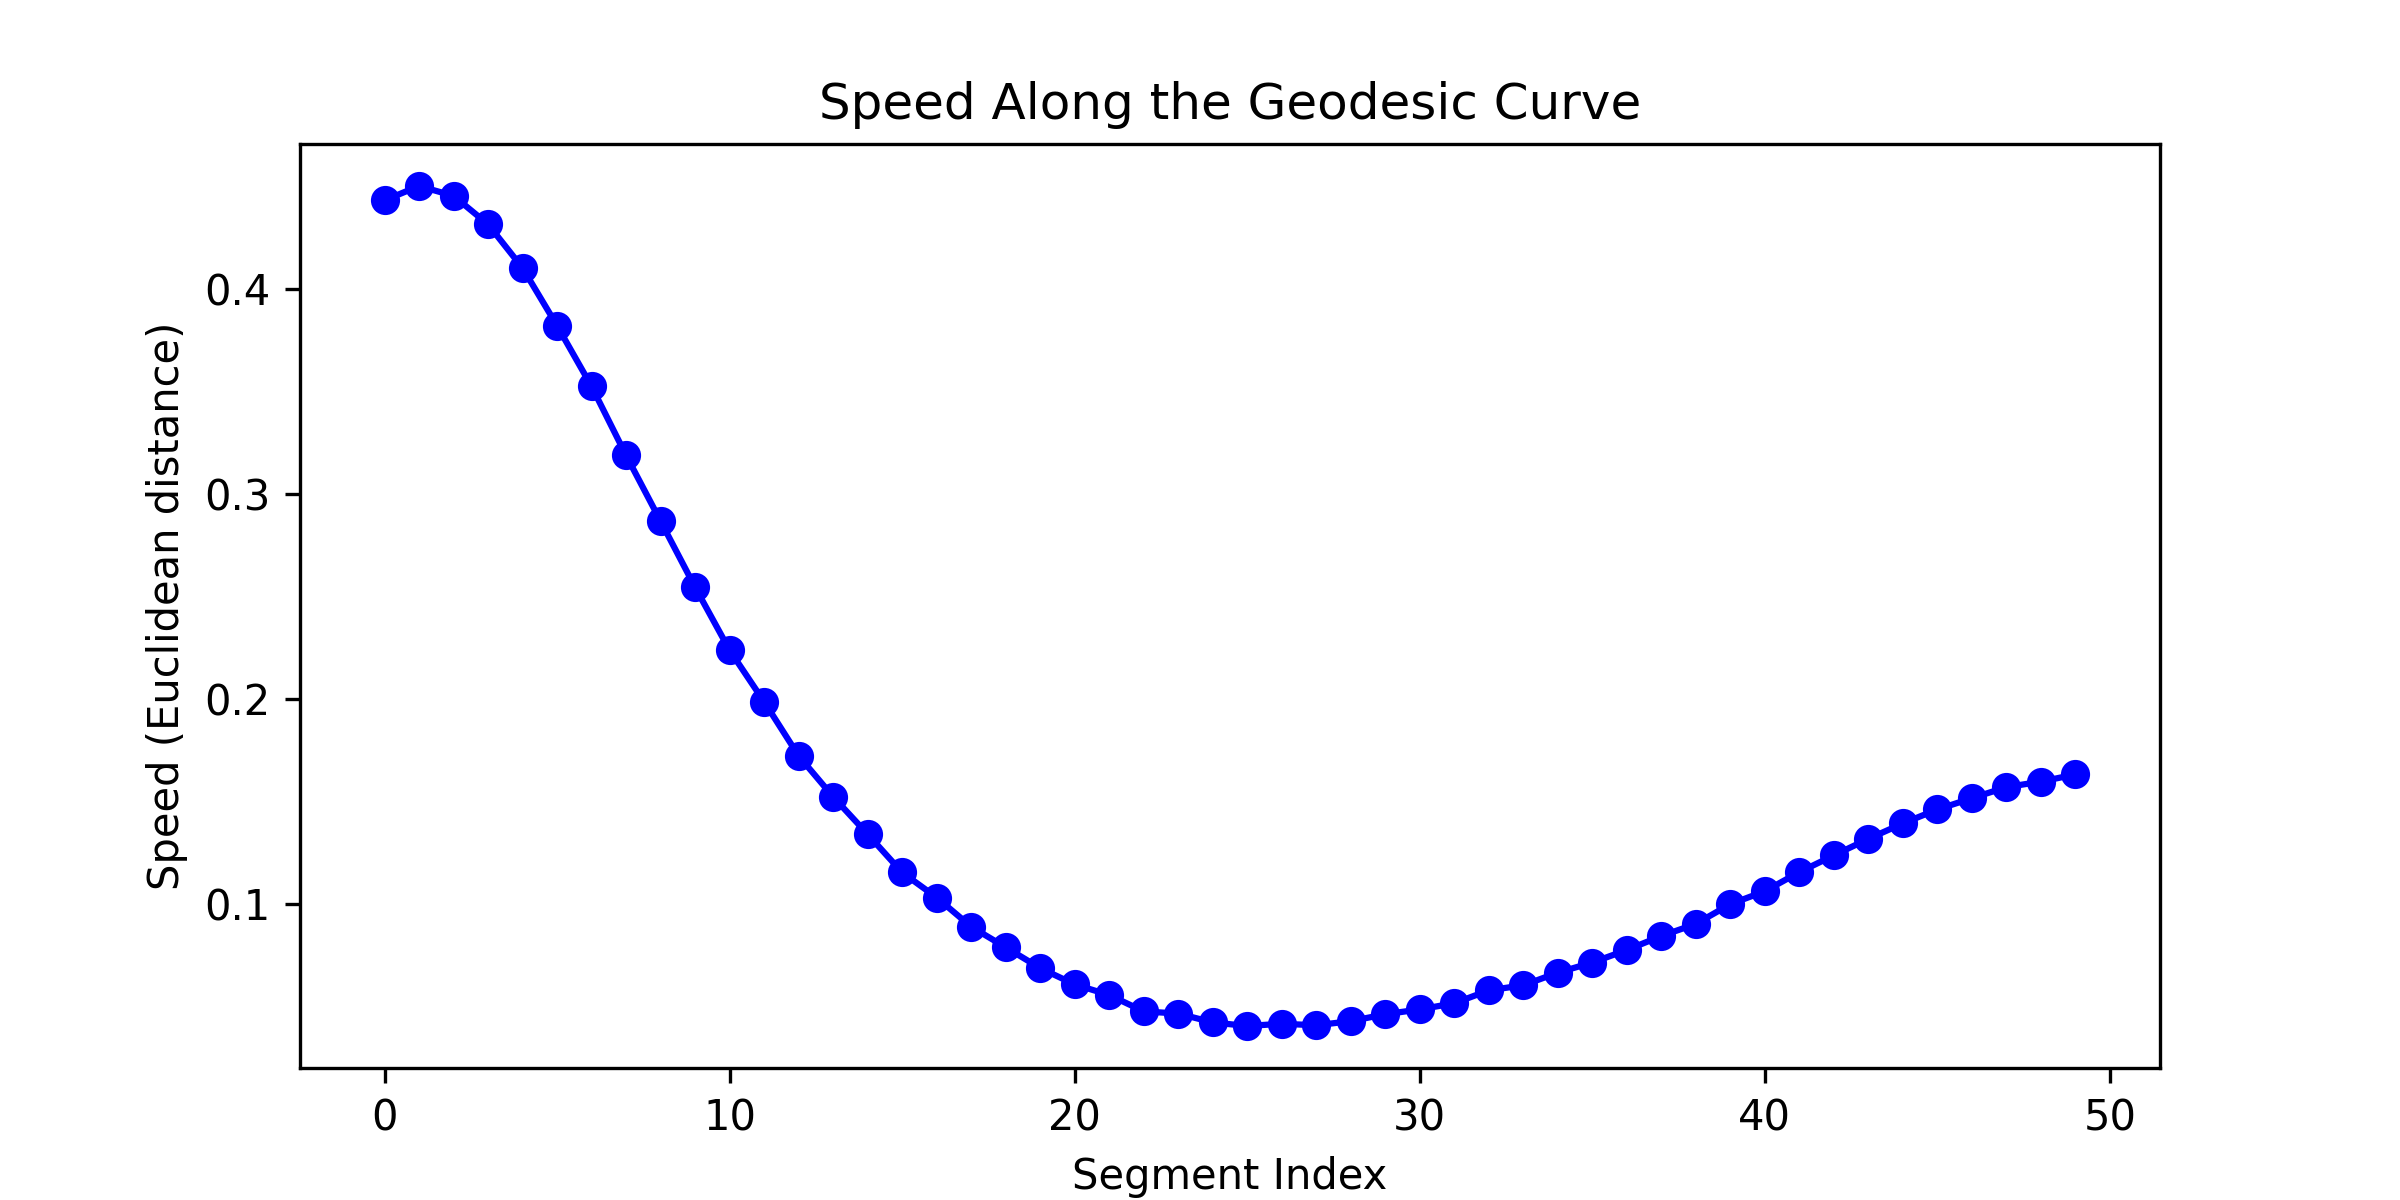 Speed Along the Geodesic Curve
Speed (Euclidean distance)
0.4
0.3
0.2
0.1
0 10 20 30 40 50
Segment Index